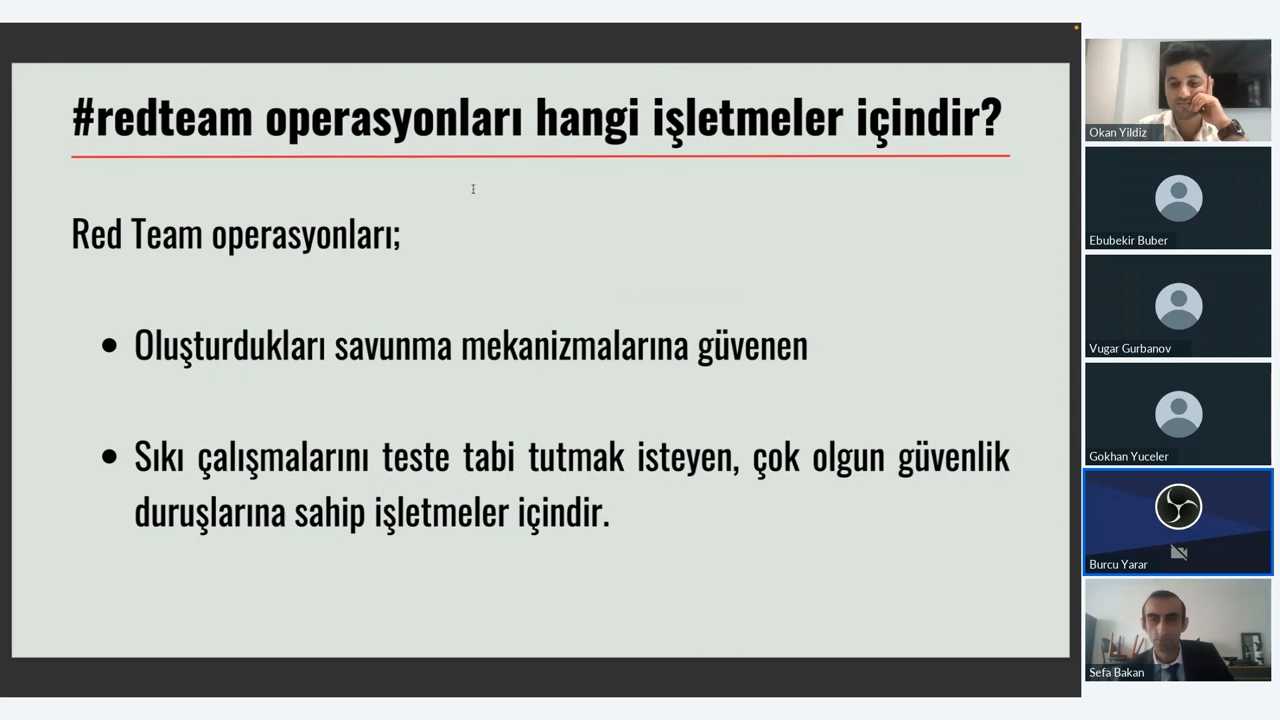 #redteam operasyonları hangi işletmeler içindir?
Red Team operasyonları;
• Oluşturdukları savunma mekanizmalarına güvenen
• Sıkı çalışmalarını teste tabi tutmak isteyen, çok olgun güvenlik
duruşlarına sahip işletmeler içindir.
Okan Yildiz
Ebubekir Buber
Vugar Gurbanov
Gokhan Yuceler
Burcu Yarar
Sefa Bakan